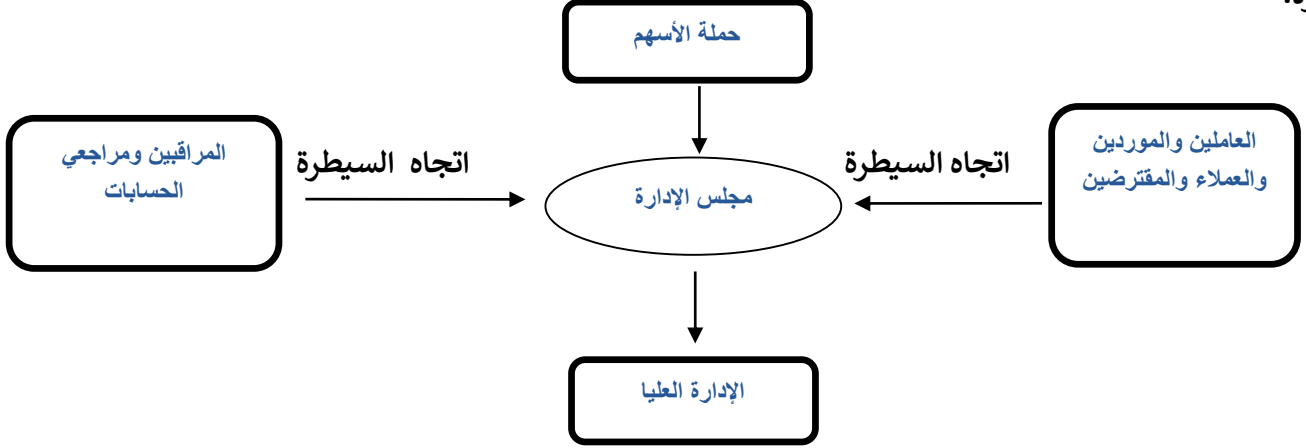 حملة الأسهم
العاملين والموردين
والعملاء والمقترضين
اتجاه السيطرة
مجلس الإدارة
اتجاه السيطرة
المراقبين ومراجعي
الحسابات
الإدارة العليا